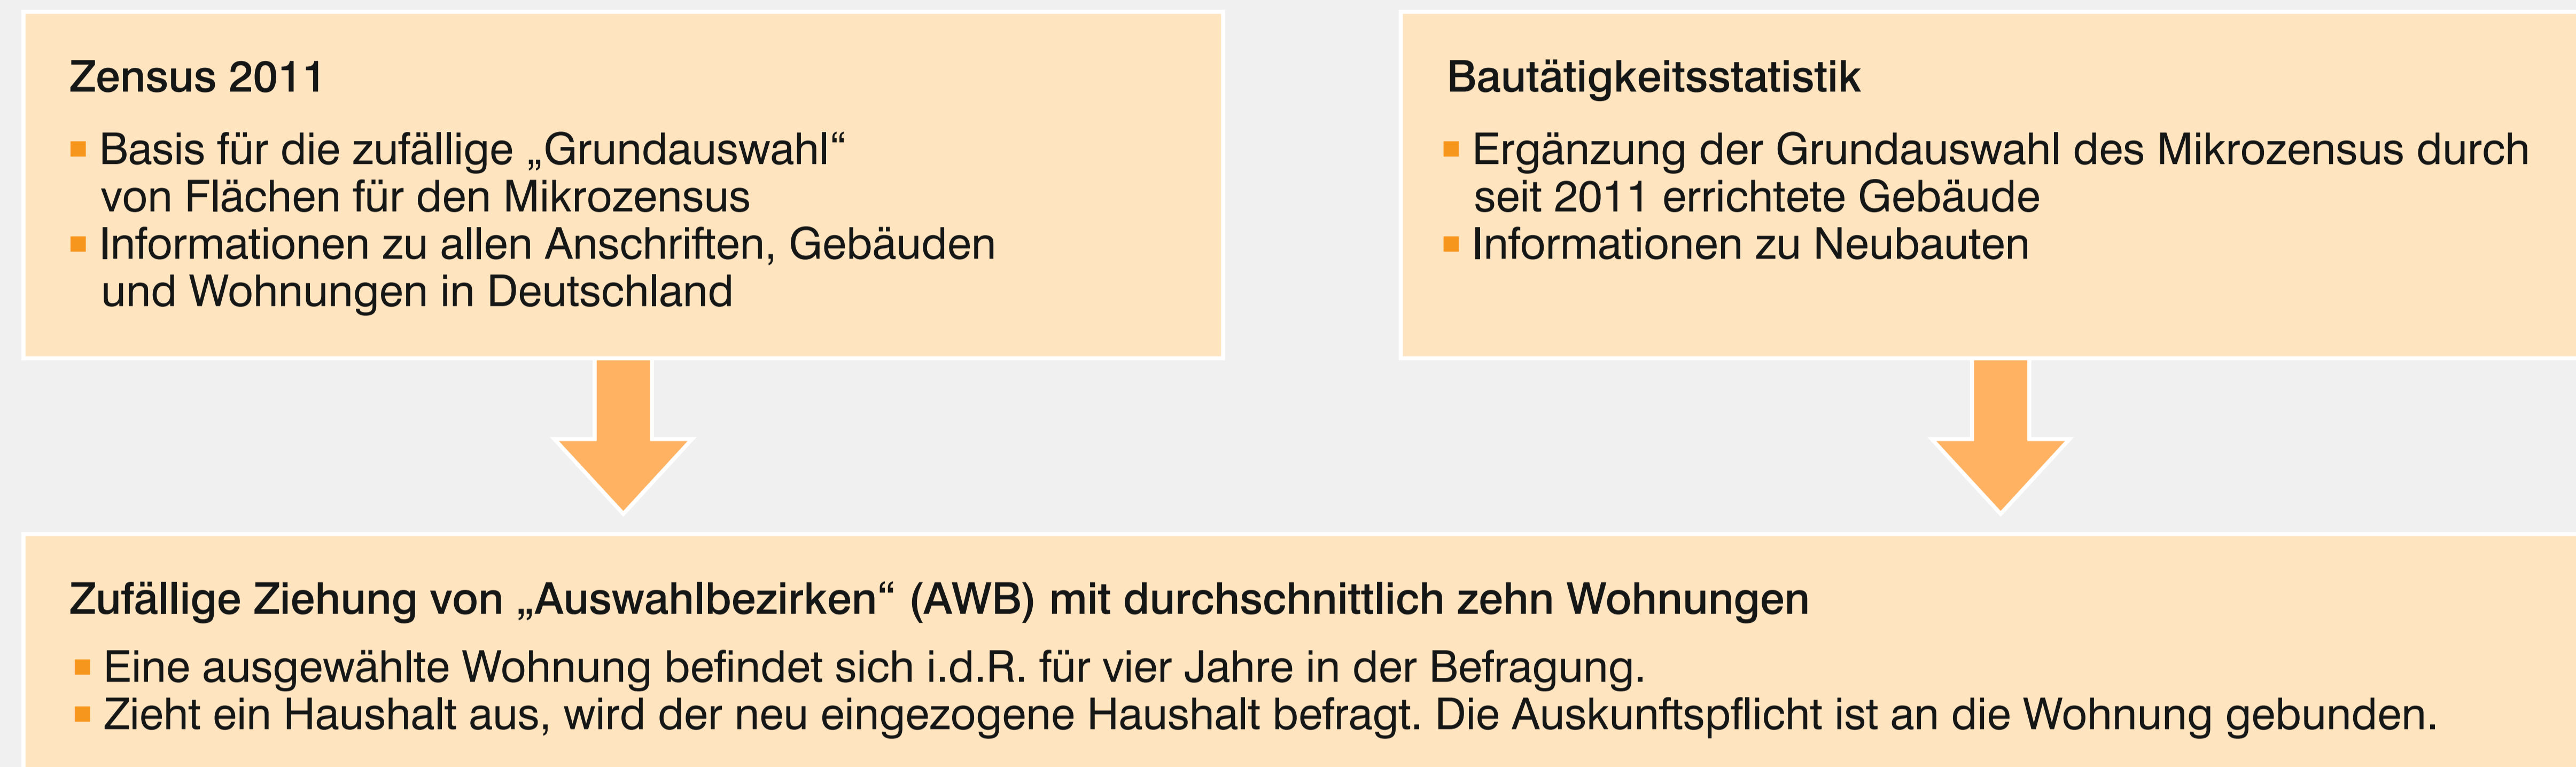 Zensus 2011
▪ Basis für die zufällige „Grundauswahl“
von Flächen für den Mikrozensus
▪ Informationen zu allen Anschriften, Gebäuden
und Wohnungen in Deutschland
Bautätigkeitsstatistik
▪ Ergänzung der Grundauswahl des Mikrozensus durch
seit 2011 errichtete Gebäude
▪ Informationen zu Neubauten
Zufällige Ziehung von „Auswahlbezirken“ (AWB) mit durchschnittlich zehn Wohnungen
▪ Eine ausgewählte Wohnung befindet sich i.d.R. für vier Jahre in der Befragung.
▪ Zieht ein Haushalt aus, wird der neu eingezogene Haushalt befragt. Die Auskunftspflicht ist an die Wohnung gebunden.